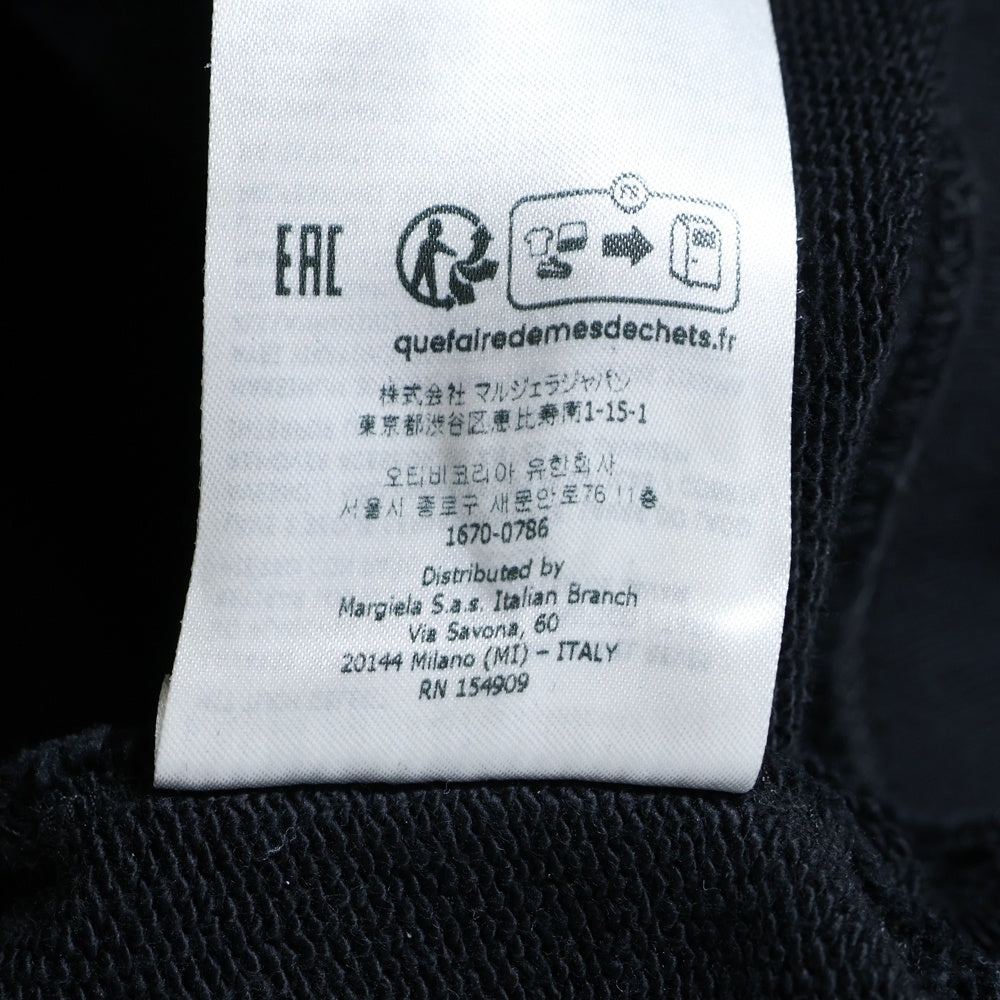 EAC
FR
quefairedemesdechets.fr
株式会社 マルジェラジャパン
東京都渋谷区恵比寿南1-15-1
오티비코리아 유한회사
서울시 종로구 새문안로76 11층
1670-0786
Distributed by
Margiela S.a.s. Italian Branch
Via Savona, 60
20144 Milano (MI) – ITALY
RN 154909